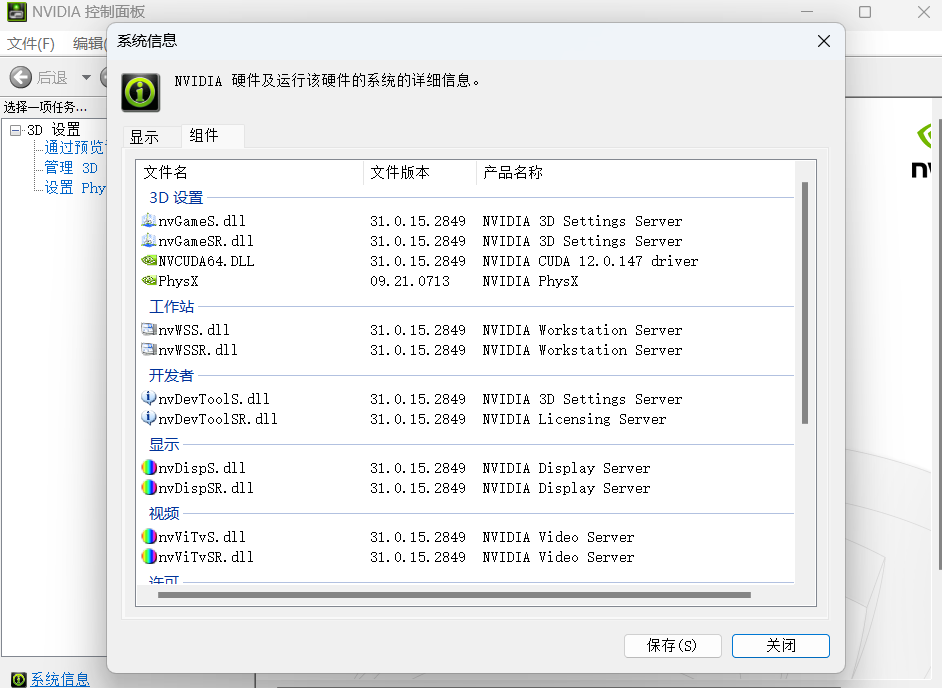 NVIDIA 控制面板
文件(F) 编辑(
系统信息
后退
NVIDIA 硬件及运行该硬件的系统的详细信息。
选择一项任务...
3D 设置
通过预览
管理 3D
设置 Phy
显示 组件
文件名 文件版本 产品名称
3D 设置
nvGameS.dll 31.0.15.2849 NVIDIA 3D Settings Server
nvGameSR.dll 31.0.15.2849 NVIDIA 3D Settings Server
NVCUDA64.DLL 31.0.15.2849 NVIDIA CUDA 12.0.147 driver
PhysX 09.21.0713 NVIDIA PhysX
工作站
nvWSS.dll 31.0.15.2849 NVIDIA Workstation Server
nvWSSR.dll 31.0.15.2849 NVIDIA Workstation Server
开发者
nvDevToolS.dll 31.0.15.2849 NVIDIA 3D Settings Server
nvDevToolSR.dll 31.0.15.2849 NVIDIA Licensing Server
显示
nvDispS.dll 31.0.15.2849 NVIDIA Display Server
nvDispSR.dll 31.0.15.2849 NVIDIA Display Server
视频
nvViTvS.dll 31.0.15.2849 NVIDIA Video Server
nvViTvSR.dll 31.0.15.2849 NVIDIA Video Server
许可
保存(S) 关闭
系统信息